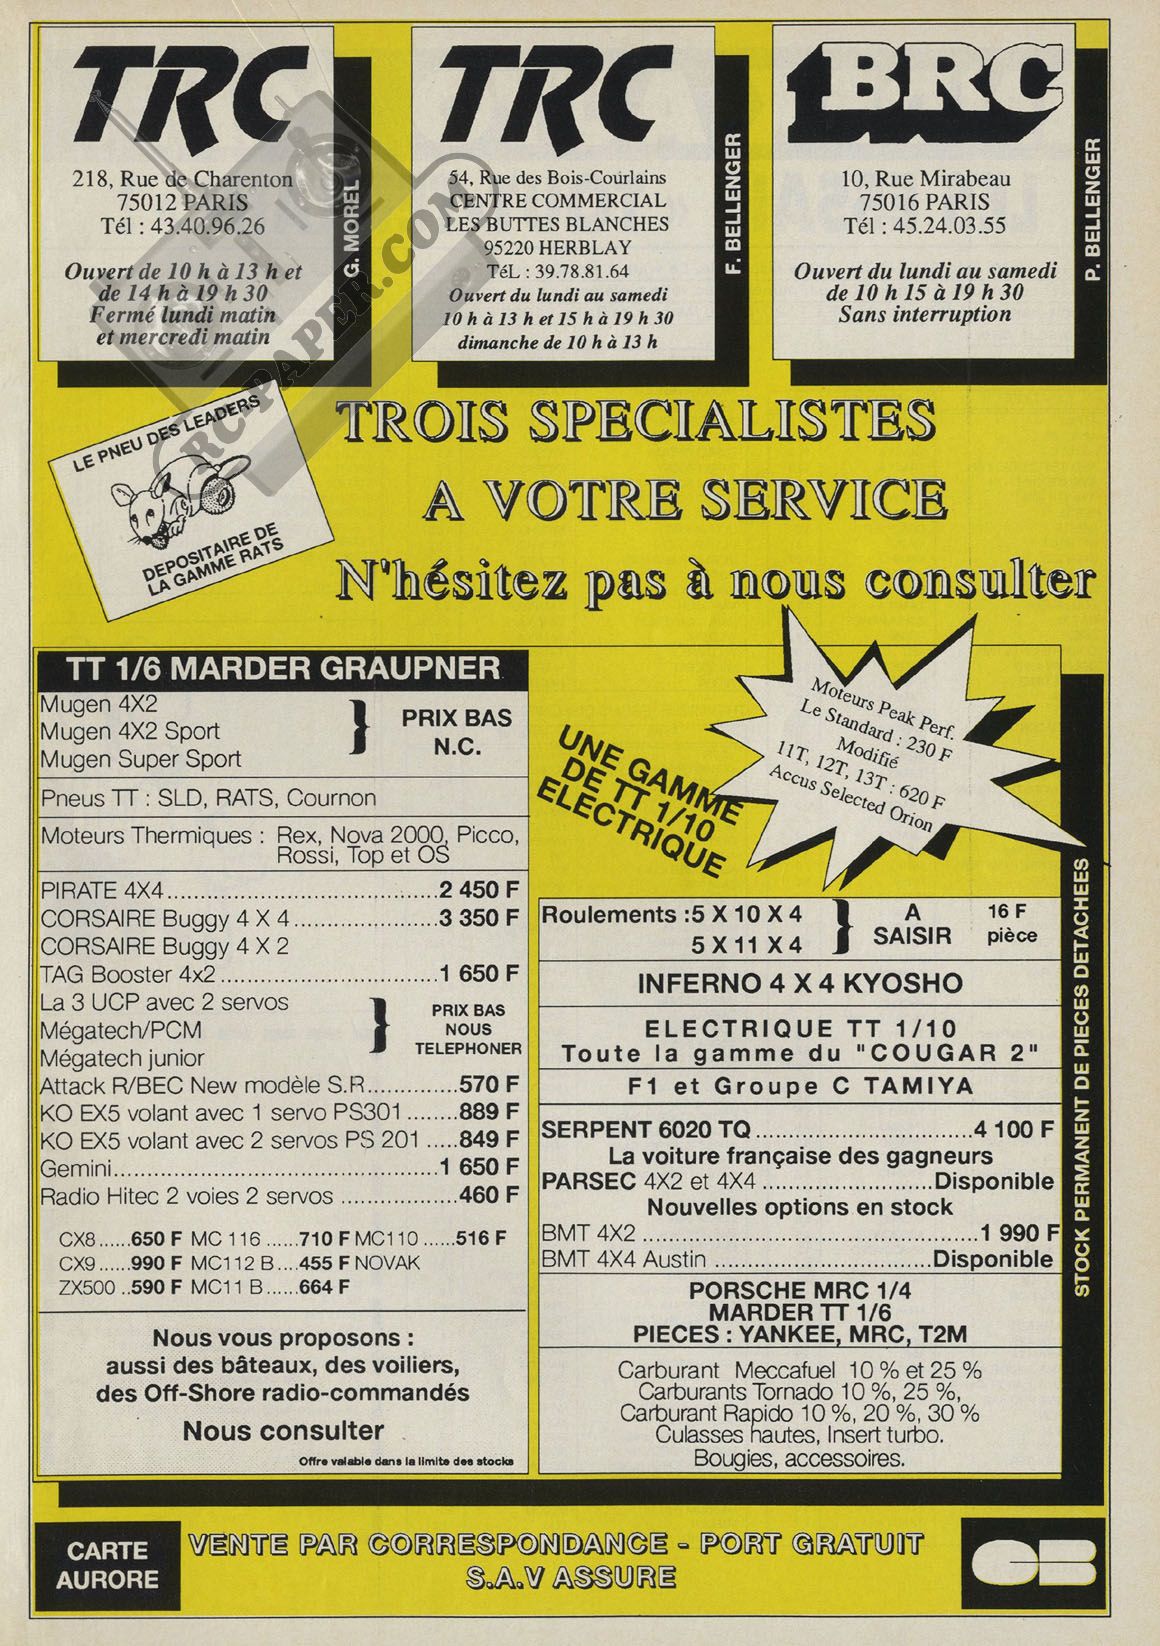 TRC
218, Rue de Charenton
75012 PARIS
Tél : 43.40.96.26
Ouvert de 10 h à 13 h et
de 14 h à 19 h 30
Fermé lundi matin
et mercredi matin
G. MOREL
TRC
54, Rue des Bois-Courlains
CENTRE COMMERCIAL
LES BUTTES BLANCHES
95220 HERBLAY
TéL : 39.78.81.64
Ouvert du lundi au samedi
10 h à 13 h et 15 h à 19 h 30
dimanche de 10 h à 13 h
F. BELLENGER
BRC
10, Rue Mirabeau
75016 PARIS
Tél : 45.24.03.55
Ouvert du lundi au samedi
de 10 h 15 à 19 h 30
Sans interruption
P. BELLENGER
RC-PAPER.COM
LE PNEU DES LEADERS
DEPOSITAIRE DE
LA GAMME RATS
TROIS SPECIALISTES
A VOTRE SERVICE
N'hésitez pas à nous consulter
TT 1/6 MARDER GRAUPNER
Mugen 4X2
Mugen 4X2 Sport
Mugen Super Sport
PRIX BAS
N.C.
Pneus TT : SLD, RATS, Cournon
Moteurs Thermiques : Rex, Nova 2000, Picco,
Rossi, Top et OS
PIRATE 4X4..............................2 450 F
CORSAIRE Buggy 4 X 4................3 350 F
CORSAIRE Buggy 4 X 2
TAG Booster 4x2........................1 650 F
La 3 UCP avec 2 servos
Mégatech/PCM
Mégatech junior
PRIX BAS
NOUS
TELEPHONER
Attack R/BEC New modèle S.R..........570 F
KO EX5 volant avec 1 servo PS301 ........889 F
KO EX5 volant avec 2 servos PS 201 .....849 F
Gemini....................................1 650 F
Radio Hitec 2 voies 2 servos ..............460 F
CX8......650 F MC 116 ......710 F MC110 ......516 F
CX9......990 F MC112 B....455 F NOVAK
ZX500 ..590 F MC11 B......664 F
Nous vous proposons :
aussi des bâteaux, des voiliers,
des Off-Shore radio-commandés
Nous consulter
Offre valable dans la limite des stocks
UNE GAMME
DE TT 1/10
ELECTRIQUE
Moteurs Peak Perf.
Le Standard : 230 F
Modifié
11T, 12T, 13T : 620 F
Accus Selected Orion
Roulements :5 X 10 X 4
5 X 11 X 4
A
SAISIR
16 F
pièce
INFERNO 4 X 4 KYOSHO
ELECTRIQUE TT 1/10
Toute la gamme du "COUGAR 2"
F1 et Groupe C TAMIYA
SERPENT 6020 TQ............................4 100 F
La voiture française des gagneurs
PARSEC 4X2 et 4X4 ......................Disponible
Nouvelles options en stock
BMT 4X2 ............................................1 990 F
BMT 4X4 Austin ............................Disponible
PORSCHE MRC 1/4
MARDER TT 1/6
PIECES : YANKEE, MRC, T2M
Carburant Meccafuel 10 % et 25 %
Carburants Tornado 10 %, 25 %,
Carburant Rapido 10 %, 20 %, 30 %
Culasses hautes, Insert turbo.
Bougies, accessoires.
STOCK PERMANENT DE PIECES DETACHEES
CARTE
AURORE
VENTE PAR CORRESPONDANCE - PORT GRATUIT
S.A.V ASSURE
CB